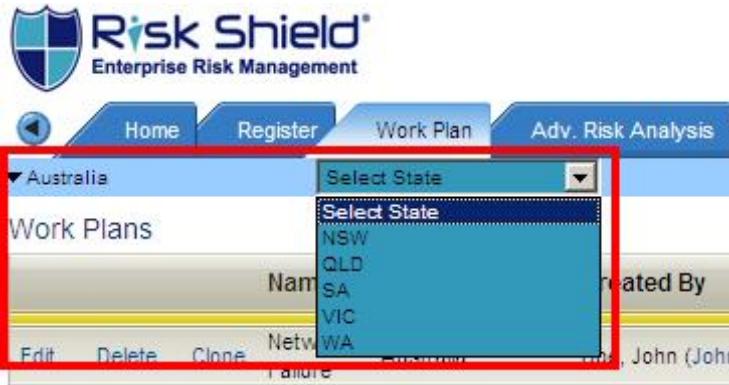 Risk Shield®
Enterprise Risk Management
Home Register Work Plan Adv. Risk Analysis
Australia Select State
Select State
Work Plans
NSW
QLD
SA
VIC
WA
Nam reated By
Edit Delete Clone Netw , John (John
Failure